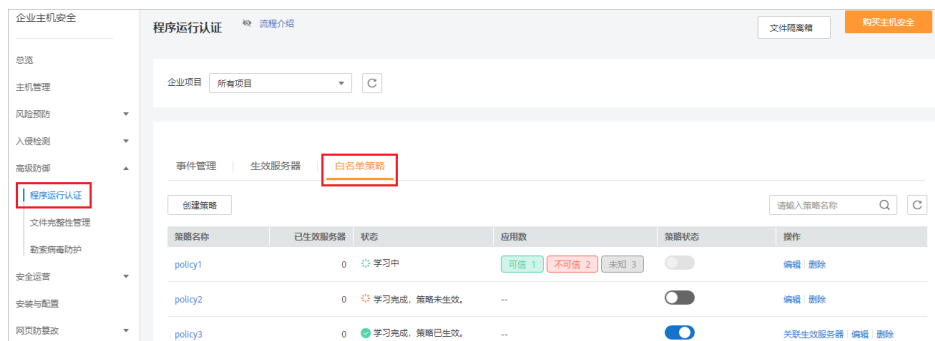 企业主机安全
总览
主机管理
风险预防
入侵检测
高级防御
程序运行认证
文件完整性管理
勒索病毒防护
安全运营
安装与配置
网页防篡改
程序运行认证 流程介绍 文件隔离箱 购买主机安全
企业项目 所有项目
事件管理 生效服务器 白名单策略
创建策略 请输入策略名称
策略名称 已生效服务器 状态 应用数 策略状态 操作
policy1 0 学习中 可信 1 不可信 2 未知 3 编辑 删除
policy2 0 学习完成，策略未生效。 -- 编辑 删除
policy3 0 学习完成，策略已生效。 -- 关联生效服务器 编辑 删除